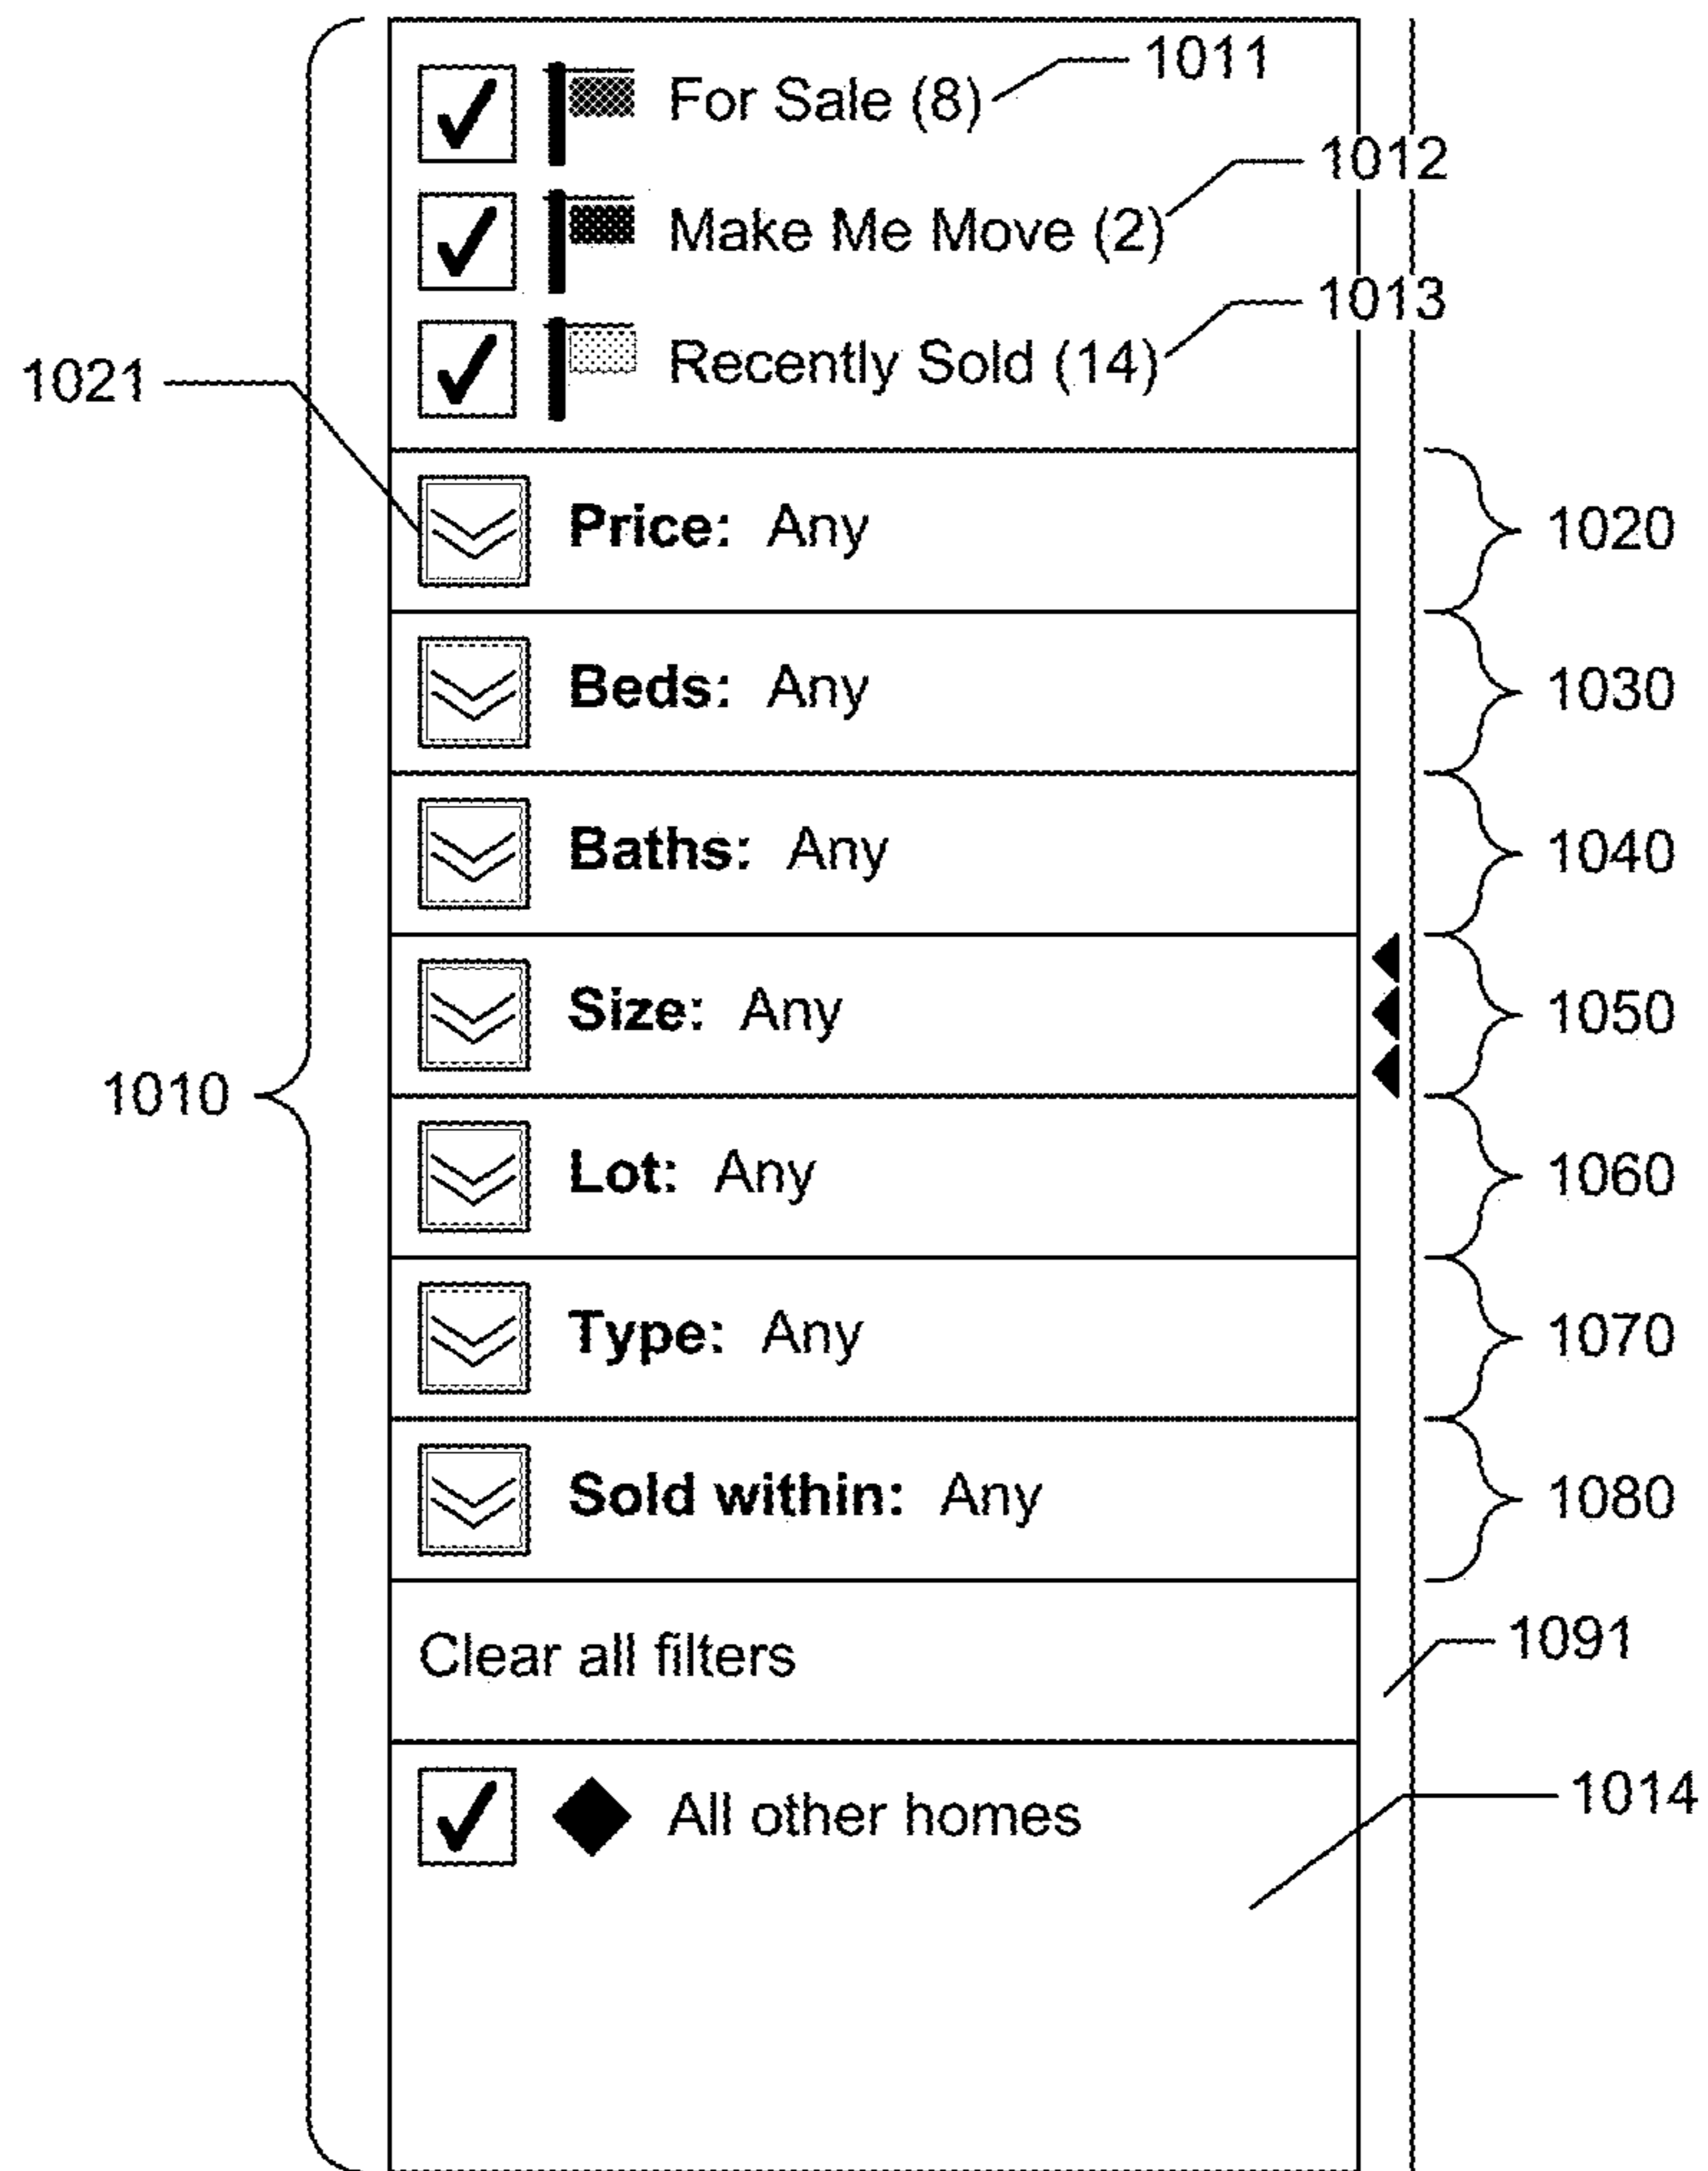 For Sale (8) 1011
1012
Make Me Move (2)
1013
Recently Sold (14)
1021
Price: Any 1020
Beds: Any 1030
Baths: Any 1040
Size: Any 1050
1010
Lot: Any 1060
Type: Any 1070
Sold within: Any 1080
Clear all filters 1091
All other homes 1014